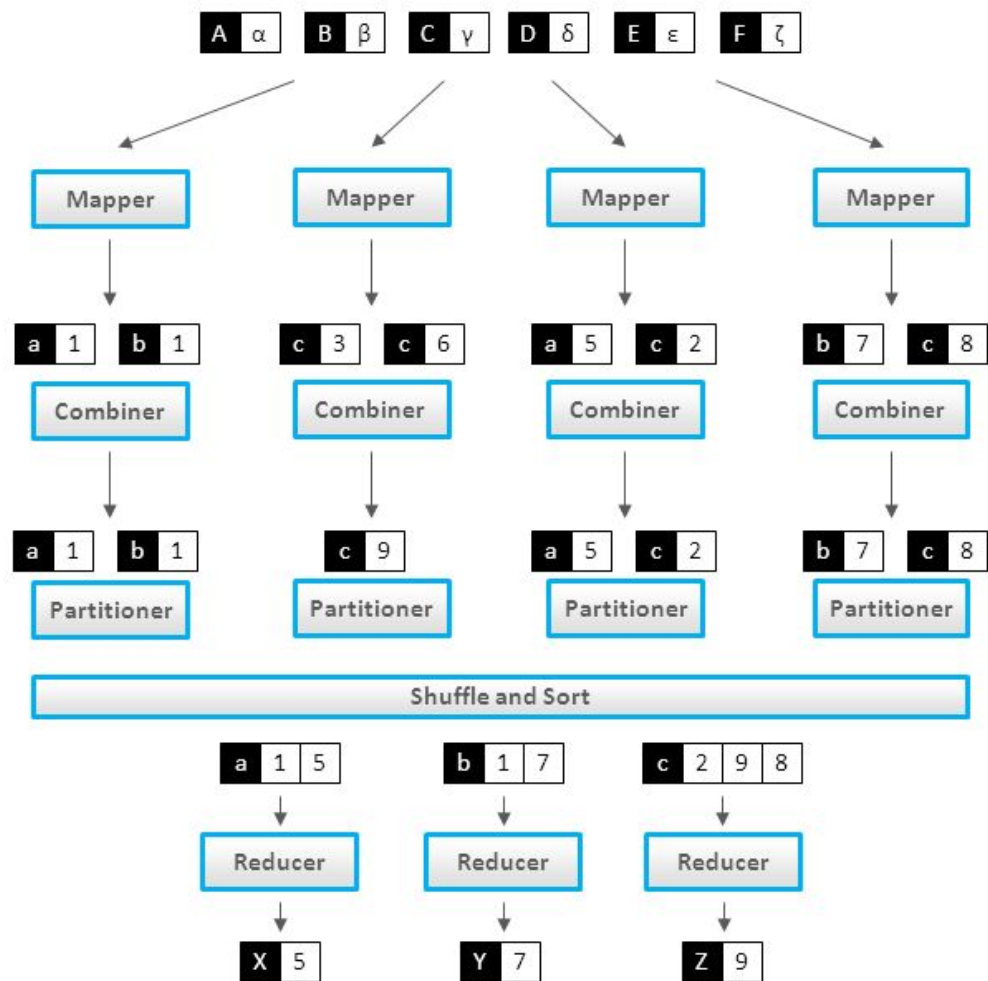 A α B β C γ D δ E ε F ζ
Mapper Mapper Mapper Mapper
a 1 b 1 c 3 c 6 a 5 c 2 b 7 c 8
Combiner Combiner Combiner Combiner
a 1 b 1 c 9 a 5 c 2 b 7 c 8
Partitioner Partitioner Partitioner Partitioner
Shuffle and Sort
a 1 5 b 1 7 c 2 9 8
Reducer Reducer Reducer
X 5 Y 7 Z 9